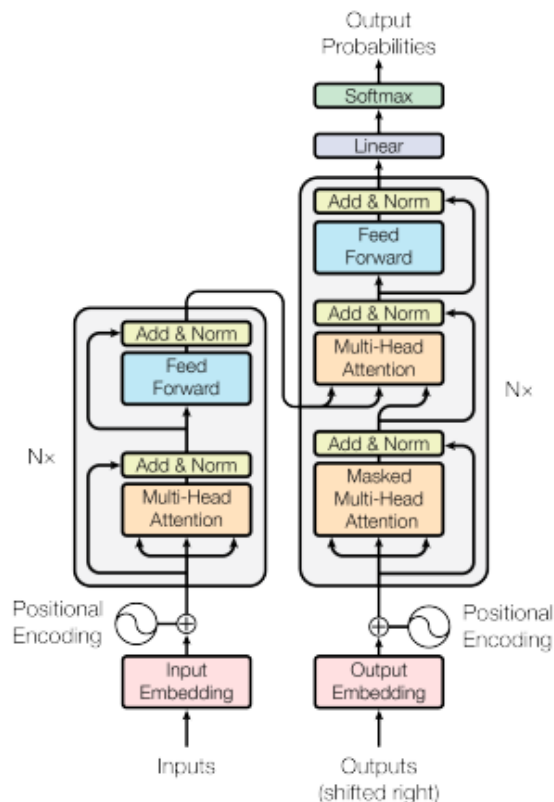 Output
Probabilities
Softmax
Linear
Add & Norm
Feed
Forward
Add & Norm
Multi-Head
Attention
Add & Norm
Masked
Multi-Head
Attention
N×
Add & Norm
Feed
Forward
Add & Norm
Multi-Head
Attention
N×
Positional
Encoding
Positional
Encoding
Input
Embedding
Output
Embedding
Inputs
Outputs
(shifted right)